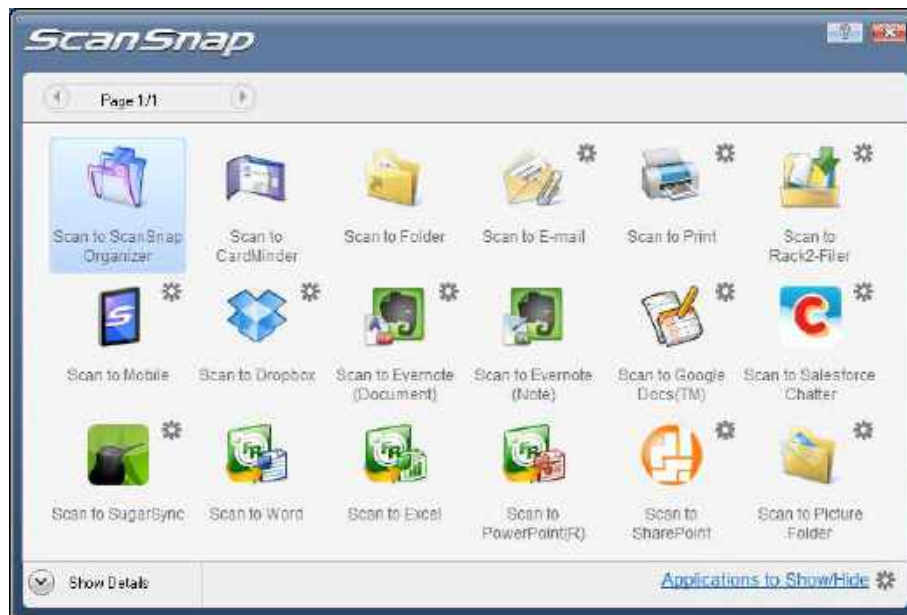 ScanSnap
Page 1/1
Scan to ScanSnap
Organizer
Scan to
CardMinder
Scan to Folder
Scan to E-mail
Scan to Print
Scan to
Rack2-Filer
Scan to Mobile
Scan to Dropbox
Scan to Evernote
(Document)
Scan to Evernote
(Note)
Scan to Google
Docs(TM)
Scan to Salesforce
Chatter
Scan to SugarSync
Scan to Word
Scan to Excel
Scan to
PowerPoint(R)
Scan to
SharePoint
Scan to Picture
Folder
Show Details
Applications to Show/Hide